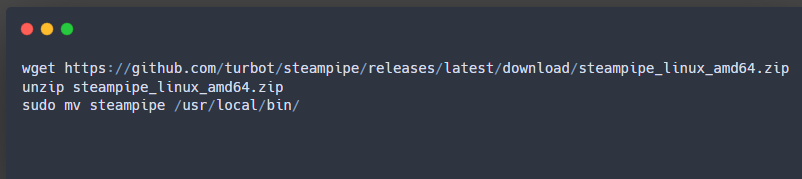 wget https://github.com/turbot/steampipe/releases/latest/download/steampipe_linux_amd64.zip
unzip steampipe_linux_amd64.zip
sudo mv steampipe /usr/local/bin/